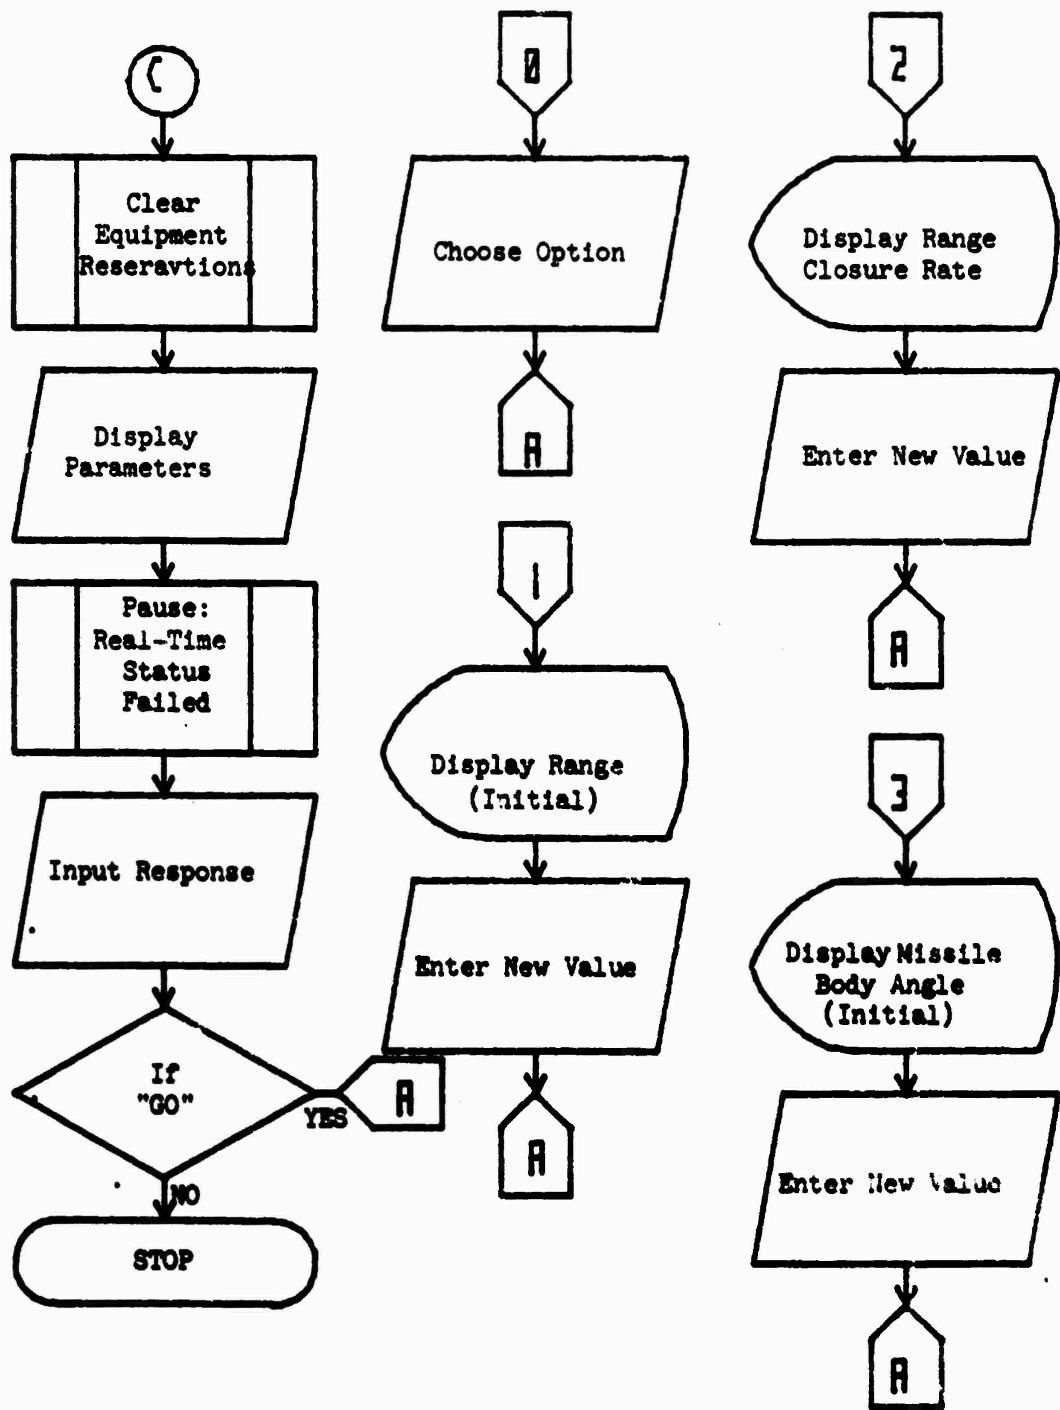 C
Clear
Equipment
Reseravtions
Display
Parameters
Pause:
Real-Time
Status
Failed
Input Response
If
"GO"
YES
A
NO
STOP
0
Choose Option
A
1
Display Range
(Initial)
Enter New Value
A
2
Display Range
Closure Rate
Enter New Value
A
3
Display Missile
Body Angle
(Initial)
Enter New Value
A